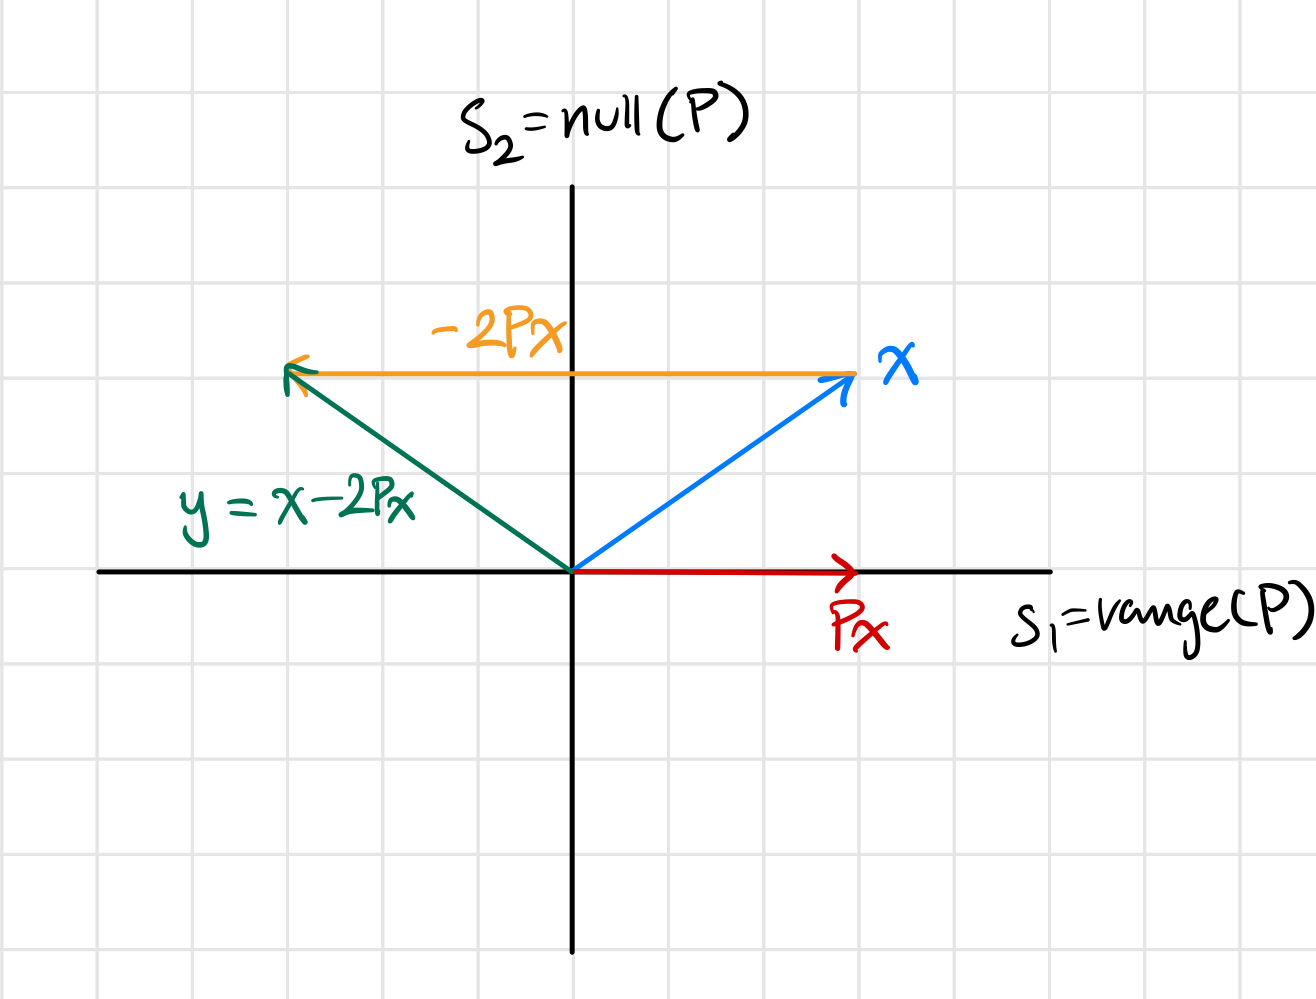 S₂=null(P)
-2Px
x
y = x-2Px
Px
S₁=range(P)